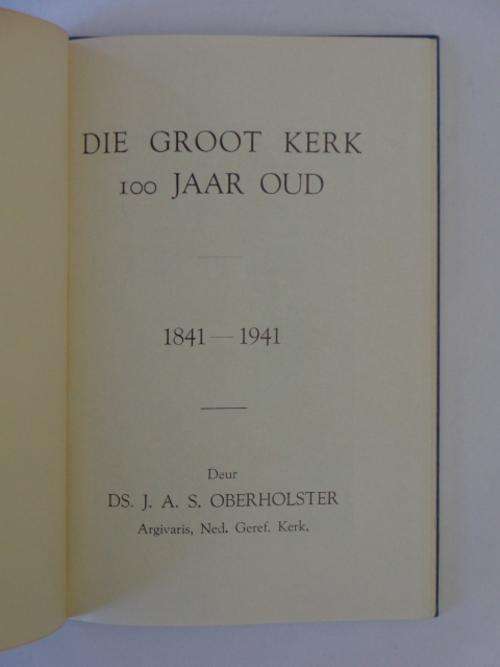 DIE GROOT KERK
100 JAAR OUD
1841 — 1941
Deur
DS. J. A. S. OBERHOLSTER
Argivaris, Ned. Geref. Kerk.